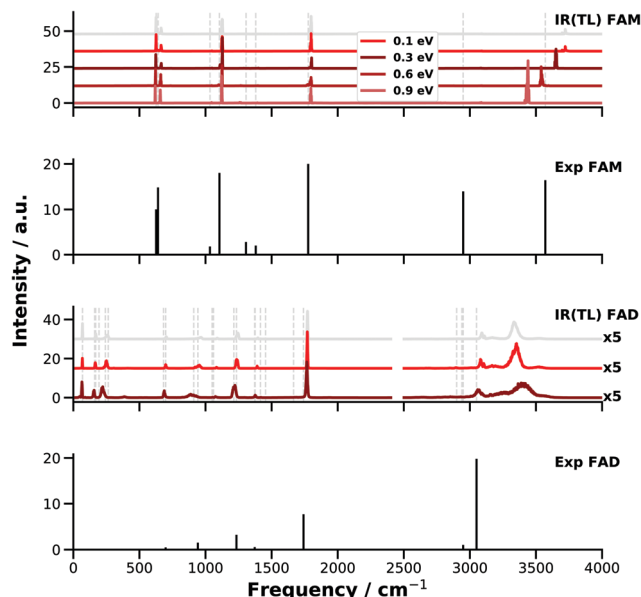 IR(TL) FAM
50
25
0
0.1 eV
0.3 eV
0.6 eV
0.9 eV
Exp FAM
20
10
0
Intensity / a.u.
IR(TL) FAD
40
20
0
x5
x5
x5
Exp FAD
20
10
0
0 500 1000 1500 2000 2500 3000 3500 4000
Frequency / cm⁻¹